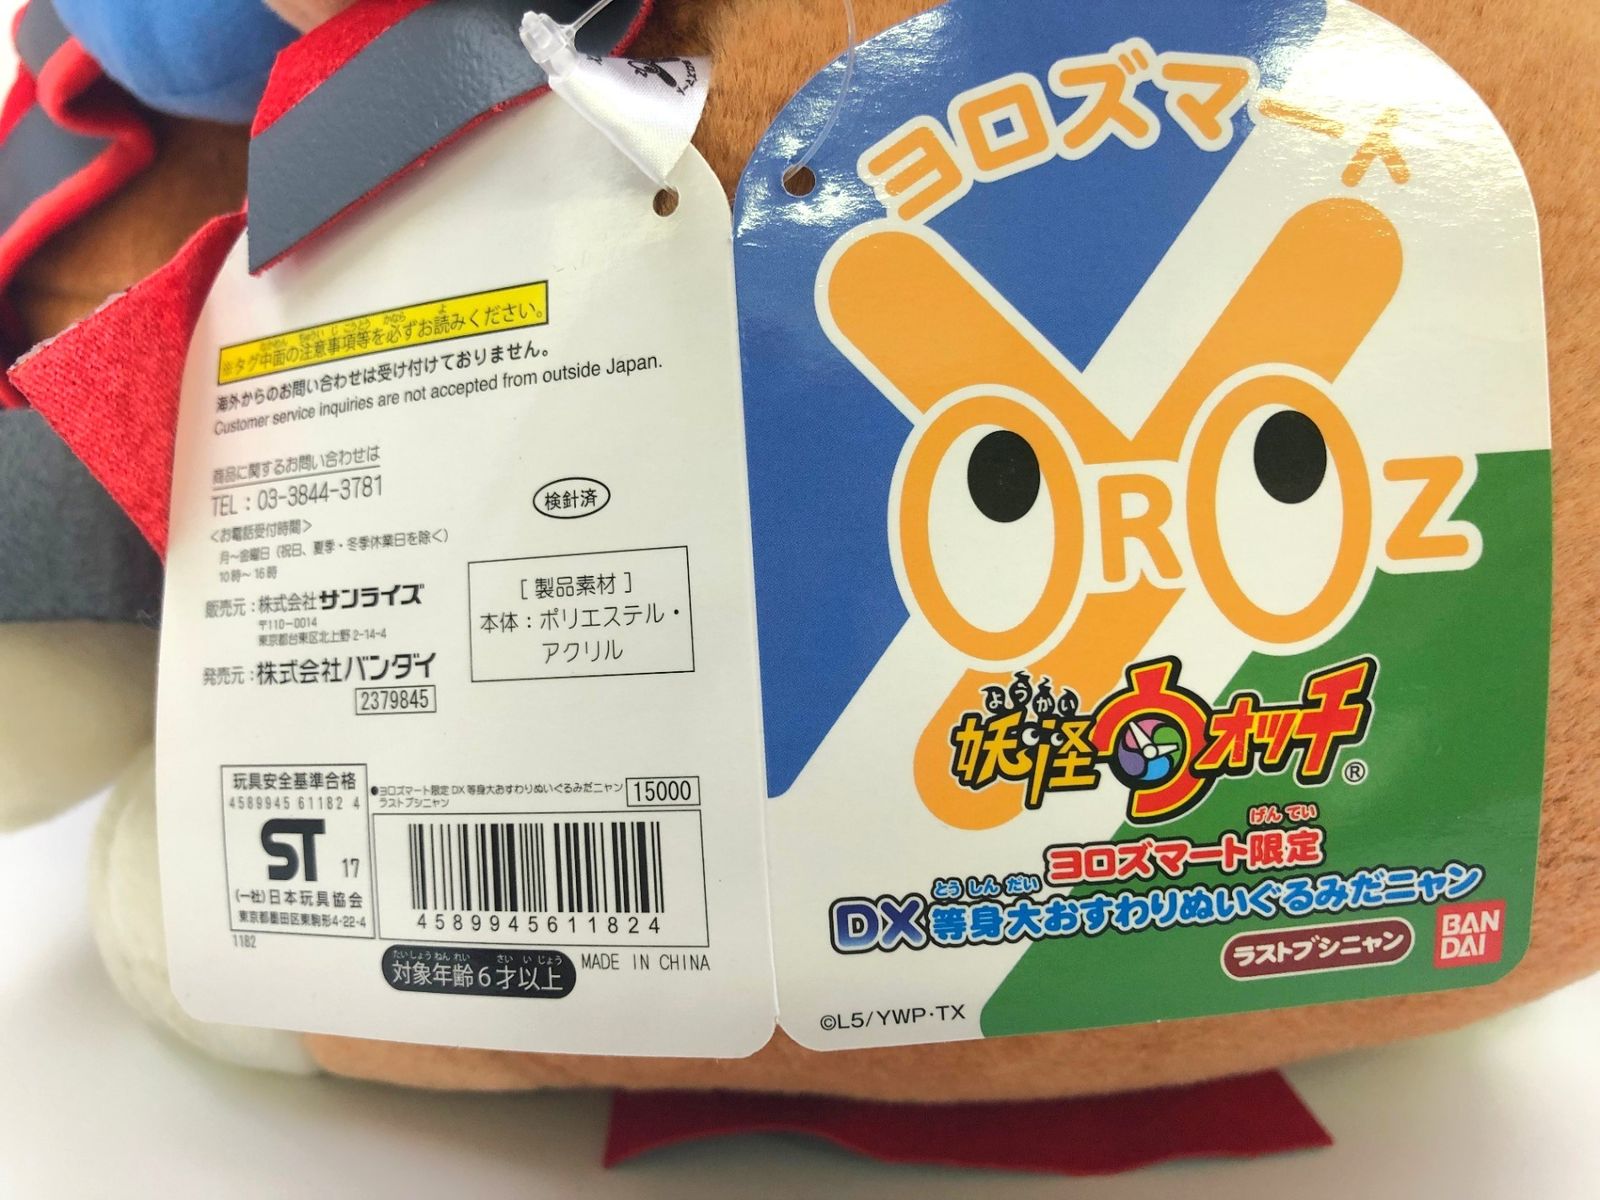 ※タグ中面の注意事項等を必ずお読みください。
海外からのお問い合わせは受け付けておりません。
Customer service inquiries are not accepted from outside Japan.
商品に関するお問い合わせは
TEL：03-3844-3781
＜お電話受付時間＞
月～金曜日（祝日、夏季・冬季休業日を除く）
10時～16時
販売元：株式会社サンライズ
〒110-0014
東京都台東区北上野2-14-4
発売元：株式会社バンダイ
2379845
検針済
[ 製品素材 ]
本体：ポリエステル・
アクリル
玩具安全基準合格
4589945 61182 4
ST 17
(一社)日本玩具協会
東京都墨田区東駒形4-22-4
1182
●ヨロズマート限定 DX 等身大おすわりぬいぐるみだニャン
ラストブシニャン
15000
4589945611824
対象年齢6才以上
MADE IN CHINA
ヨロズマート
YOROZ
妖怪ウォッチ®
ヨロズマート限定
DX等身大おすわりぬいぐるみだニャン
ラストブシニャン
BAN
DAI
©L5/YWP・TX